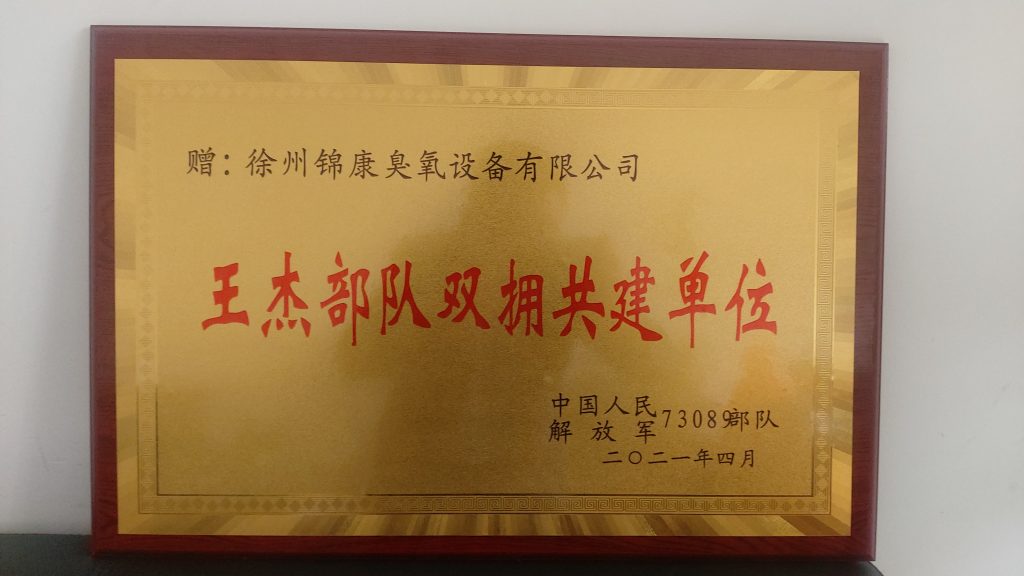 赠：徐州锦康臭氧设备有限公司
王杰部队双拥共建单位
中国人民
解放军73089部队
二〇二一年四月